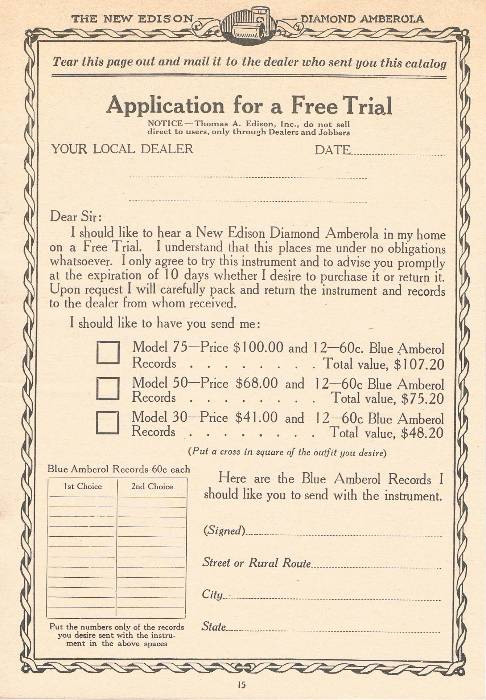 THE NEW EDISON DIAMOND AMBEROLA
Tear this page out and mail it to the dealer who sent you this catalog
Application for a Free Trial
NOTICE—Thomas A. Edison, Inc., do not sell
direct to users, only through Dealers and Jobbers
YOUR LOCAL DEALER DATE
Dear Sir:
I should like to hear a New Edison Diamond Amberola in my home
on a Free Trial. I understand that this places me under no obligations
whatsoever. I only agree to try this instrument and to advise you promptly
at the expiration of 10 days whether I desire to purchase it or return it.
Upon request I will carefully pack and return the instrument and records
to the dealer from whom received.
I should like to have you send me:
Model 75—Price $100.00 and 12—60c. Blue Amberol
Records . . . . . . . . Total value, $107.20
Model 50—Price $68.00 and 12—60c Blue Amberol
Records . . . . . . . . Total value, $75.20
Model 30—Price $41.00 and 12—60c Blue Amberol
Records . . . . . . . . Total value, $48.20
(Put a cross in square of the outfit you desire)
Blue Amberol Records 60c each
1st Choice 2nd Choice
Put the numbers only of the records
you desire sent with the instru-
ment in the above spaces
Here are the Blue Amberol Records I
should like you to send with the instrument.
(Signed)
Street or Rural Route
City
State
15